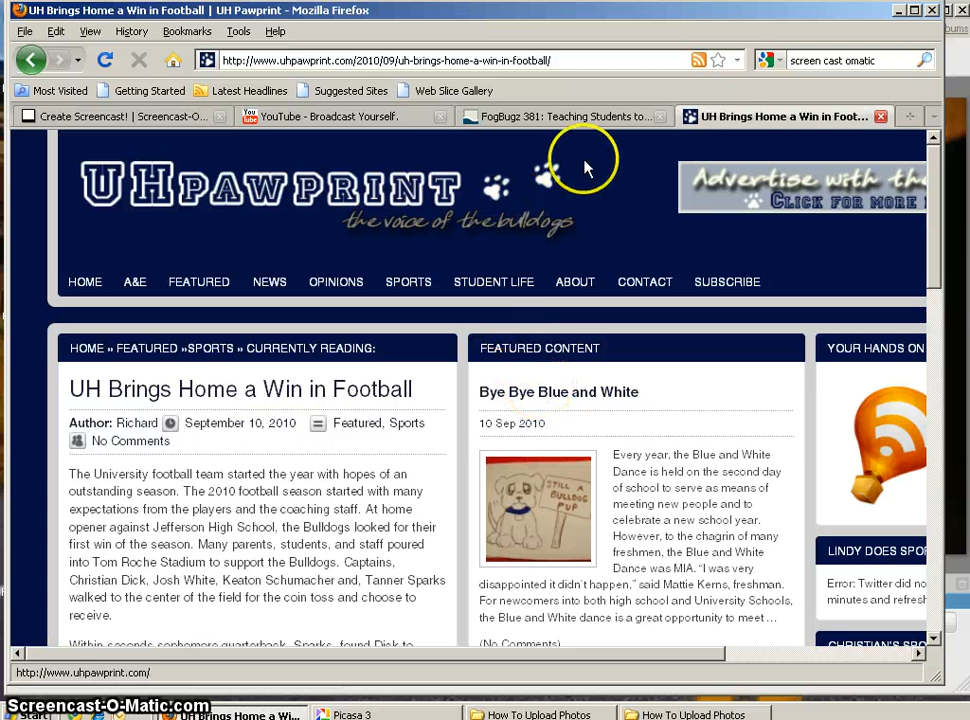 UH Brings Home a Win in Football | UH Pawprint - Mozilla Firefox
File Edit View History Bookmarks Tools Help
http://www.uhpawprint.com/2010/09/uh-brings-home-a-win-in-football/
screen cast omatic
Most Visited Getting Started Latest Headlines Suggested Sites Web Slice Gallery
Create Screencast! | Screencast-O...
YouTube - Broadcast Yourself.
FogBugz 381: Teaching Students to...
UH Brings Home a Win in Foot...
UH PAWPRINT
the voice of the bulldogs
Advertise with the
CLICK FOR MORE
HOME A&E FEATURED NEWS OPINIONS SPORTS STUDENT LIFE ABOUT CONTACT SUBSCRIBE
HOME » FEATURED »SPORTS » CURRENTLY READING:
UH Brings Home a Win in Football
Author: Richard September 10, 2010 Featured, Sports
No Comments
The University football team started the year with hopes of an
outstanding season. The 2010 football season started with many
expectations from the players and the coaching staff. At home
opener against Jefferson High School, the Bulldogs looked for their
first win of the season. Many parents, students, and staff poured
into Tom Roche Stadium to support the Bulldogs. Captains,
Christian Dick, Josh White, Keaton Schumacher and, Tanner Sparks
walked to the center of the field for the coin toss and choose to
receive.
Within seconds sophomore quarterback, Sparks, found Dick to
FEATURED CONTENT
Bye Bye Blue and White
10 Sep 2010
STILL A
BULLDOG
PUP
Every year, the Blue and White
Dance is held on the second day
of school to serve as means of
meeting new people and to
celebrate a new school year.
However, to the chagrin of many
freshmen, the Blue and White
Dance was MIA. "I was very
disappointed it didn't happen," said Mattie Kerns, freshman.
For newcomers into both high school and University Schools,
the Blue and White dance is a great opportunity to meet ...
(No Comments)
YOUR HANDS ON
LINDY DOES SPO
Error: Twitter did no
minutes and refres
CHRISTIAN'S SPO
http://www.uhpawprint.com/
Screencast-O-Matic.com
Start
UH Brings Home a Wi...
Picasa 3
How To Upload Photos
How To Upload Photos